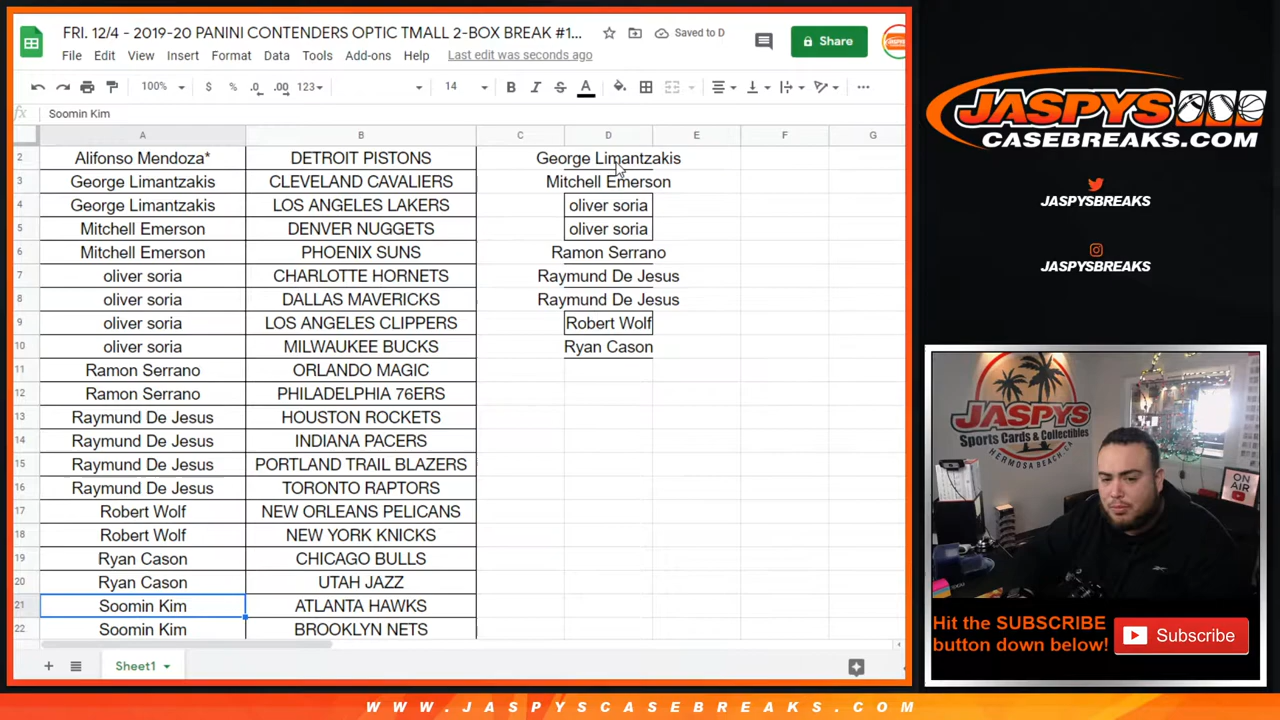 FRI. 12/4 - 2019-20 PANINI CONTENDERS OPTIC TMALL 2-BOX BREAK #1...
Saved to D
Share
File Edit View Insert Format Data Tools Add-ons Help Last edit was seconds ago
100% $ % .0 .00 123 14 B I S A
fx Soomin Kim
A B C D E F G
2 Alifonso Mendoza* DETROIT PISTONS George Limantzakis
3 George Limantzakis CLEVELAND CAVALIERS Mitchell Emerson
4 George Limantzakis LOS ANGELES LAKERS oliver soria
5 Mitchell Emerson DENVER NUGGETS oliver soria
6 Mitchell Emerson PHOENIX SUNS Ramon Serrano
7 oliver soria CHARLOTTE HORNETS Raymund De Jesus
8 oliver soria DALLAS MAVERICKS Raymund De Jesus
9 oliver soria LOS ANGELES CLIPPERS Robert Wolf
10 oliver soria MILWAUKEE BUCKS Ryan Cason
11 Ramon Serrano ORLANDO MAGIC
12 Ramon Serrano PHILADELPHIA 76ERS
13 Raymund De Jesus HOUSTON ROCKETS
14 Raymund De Jesus INDIANA PACERS
15 Raymund De Jesus PORTLAND TRAIL BLAZERS
16 Raymund De Jesus TORONTO RAPTORS
17 Robert Wolf NEW ORLEANS PELICANS
18 Robert Wolf NEW YORK KNICKS
19 Ryan Cason CHICAGO BULLS
20 Ryan Cason UTAH JAZZ
21 Soomin Kim ATLANTA HAWKS
22 Soomin Kim BROOKLYN NETS
Sheet1
JASPYS
CASEBREAKS.COM
JASPYSBREAKS
JASPYSBREAKS
JASPYS
Sports Cards & Collectibles
HERMOSA BEACH, CA
ON
AIR
Hit the SUBSCRIBE
button down below!
Subscribe
WWW.JASPYSCASEBREAKS.COM